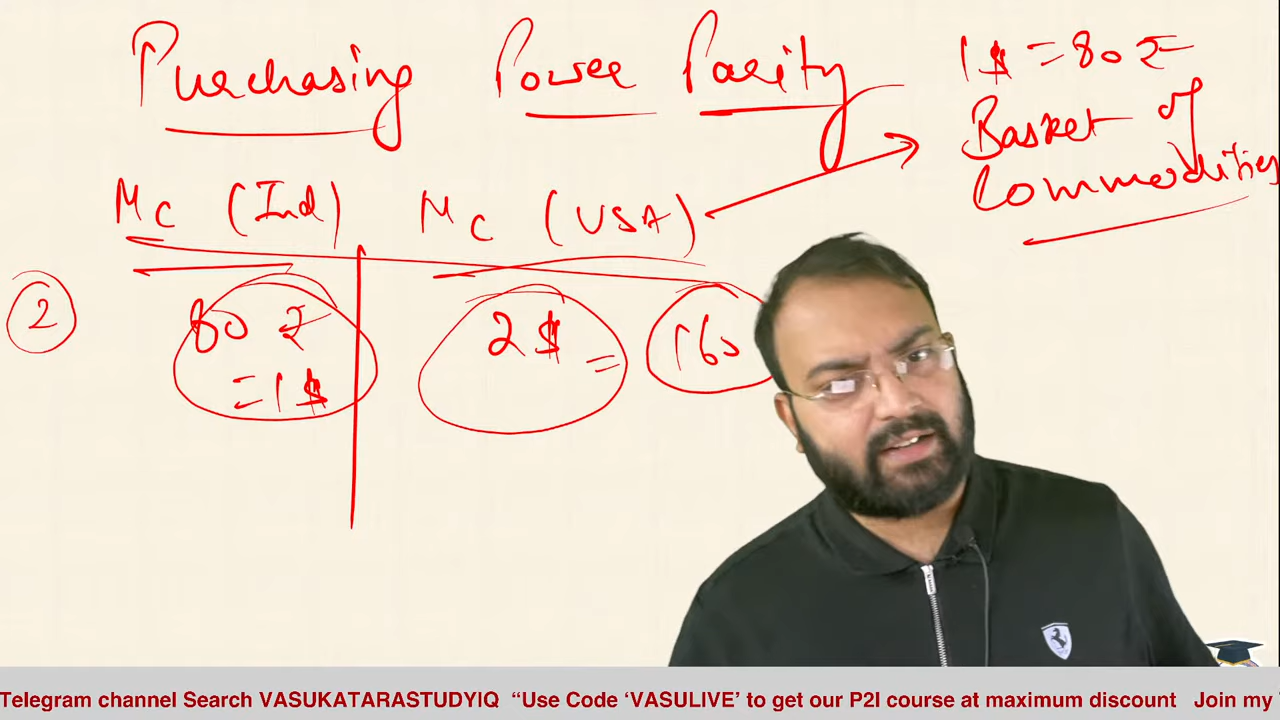 Purchasing Power Parity
1$ = 80 ₹
Basket of
Commodities
Mc (Ind)
Mc (USA)
2
80 ₹
= 1$
2$ =
160
Telegram channel Search VASUKATARASTUDYIQ “Use Code ‘VASULIVE’ to get our P2I course at maximum discount Join my